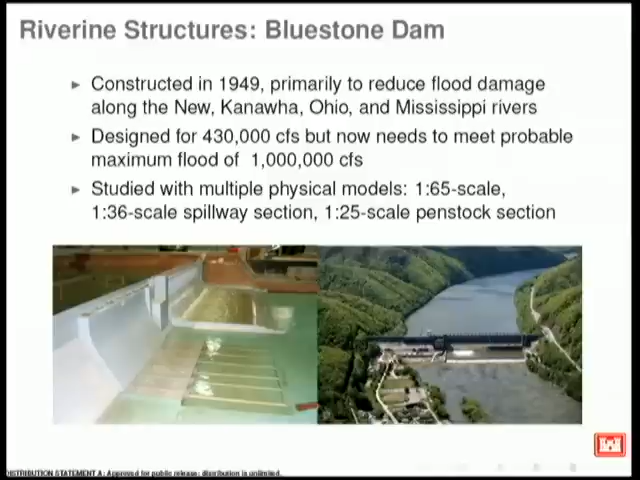 Riverine Structures: Bluestone Dam
Constructed in 1949, primarily to reduce flood damage
along the New, Kanawha, Ohio, and Mississippi rivers
Designed for 430,000 cfs but now needs to meet probable
maximum flood of 1,000,000 cfs
Studied with multiple physical models: 1:65-scale,
1:36-scale spillway section, 1:25-scale penstock section
DISTRIBUTION STATEMENT A: Approved for public release; distribution is unlimited.